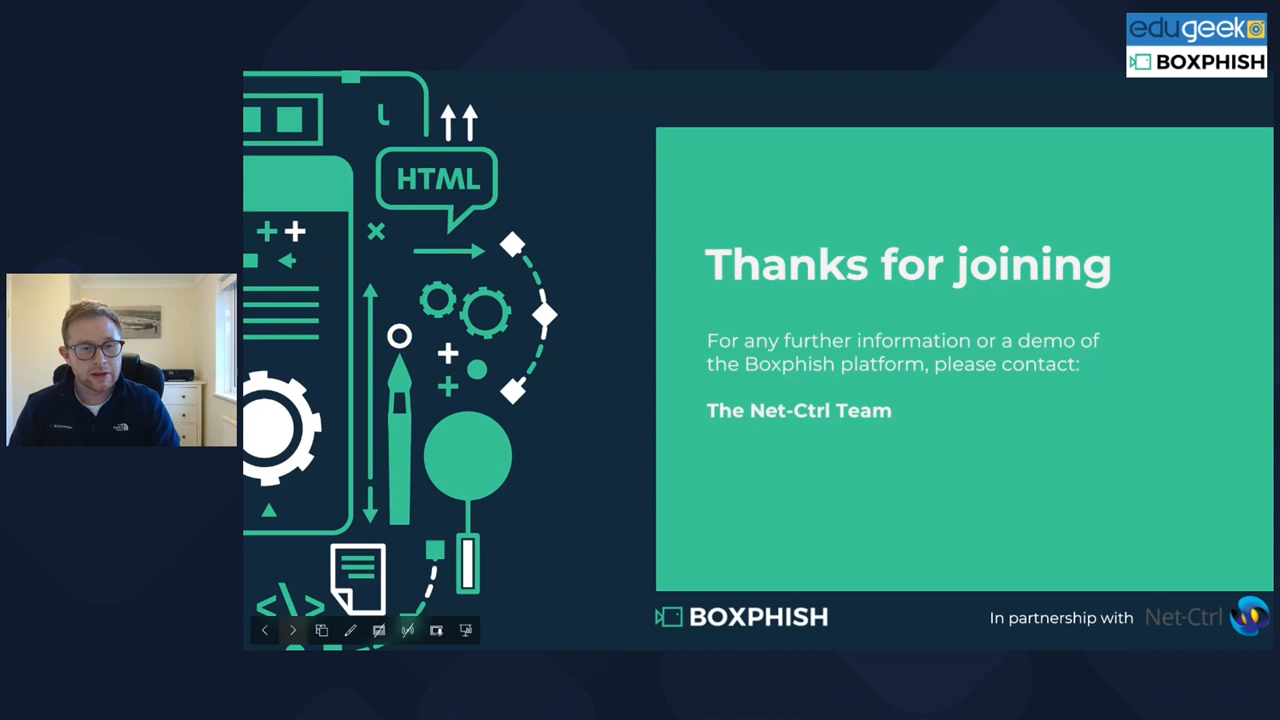 edugeek
BOXPHISH
HTML
Thanks for joining
For any further information or a demo of
the Boxphish platform, please contact:
The Net-Ctrl Team
BOXPHISH
In partnership with Net-Ctrl